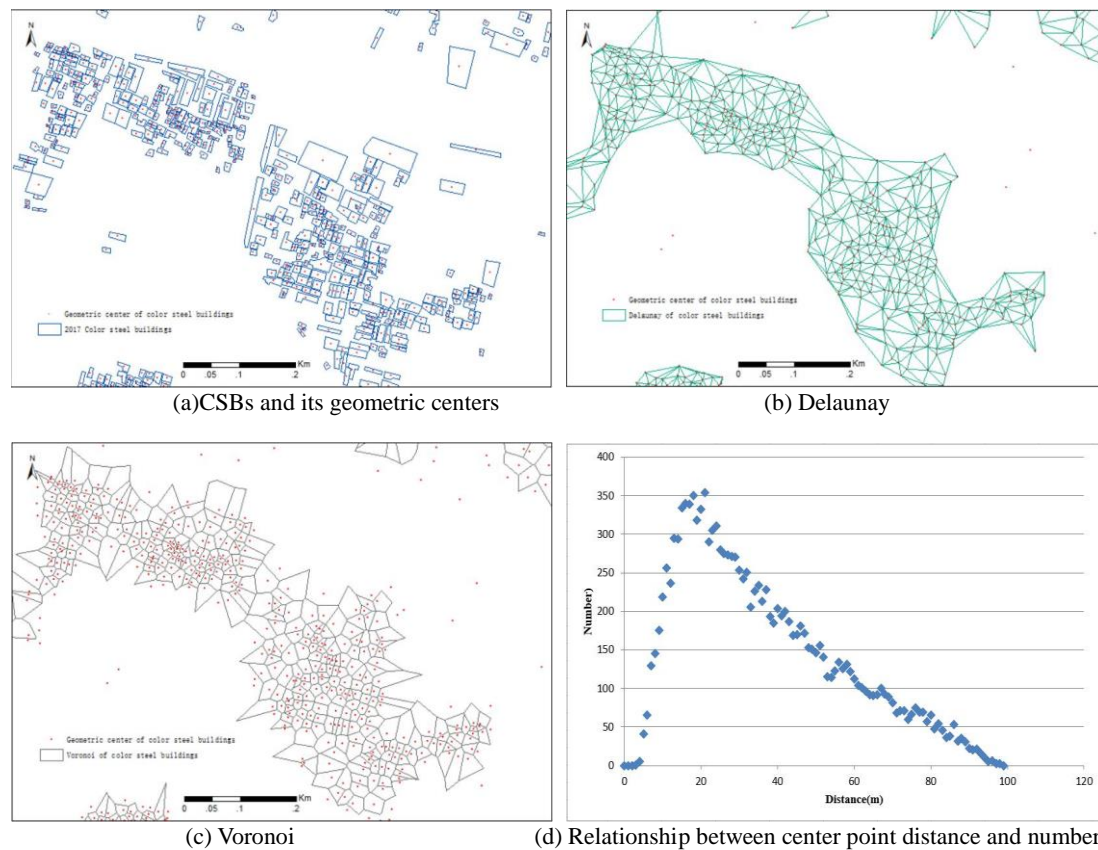 N
Geometric center of color steel buildings
2017 Color steel buildings
Km
0 .05 .1 .2
(a)CSBs and its geometric centers
N
Geometric center of color steel buildings
Delaunay of color steel buildings
Km
0 .05 .1 .2
(b) Delaunay
N
Geometric center of color steel buildings
Voronoi of color steel buildings
Km
0 .05 .1 .2
(c) Voronoi
400
350
300
250
200
150
100
50
0
Number)
0 20 40 60 80 100 120
Distance(m)
(d) Relationship between center point distance and number